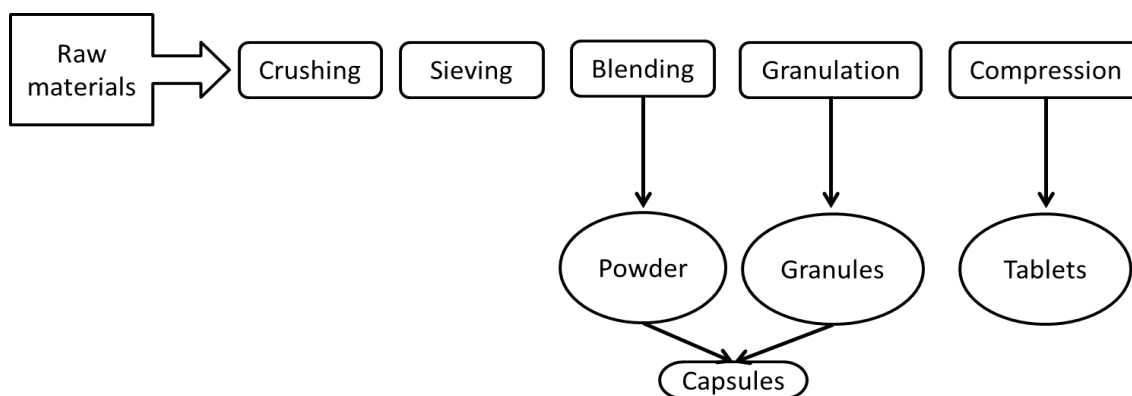 Raw
materials
Crushing
Sieving
Blending
Granulation
Compression
Powder
Granules
Tablets
Capsules